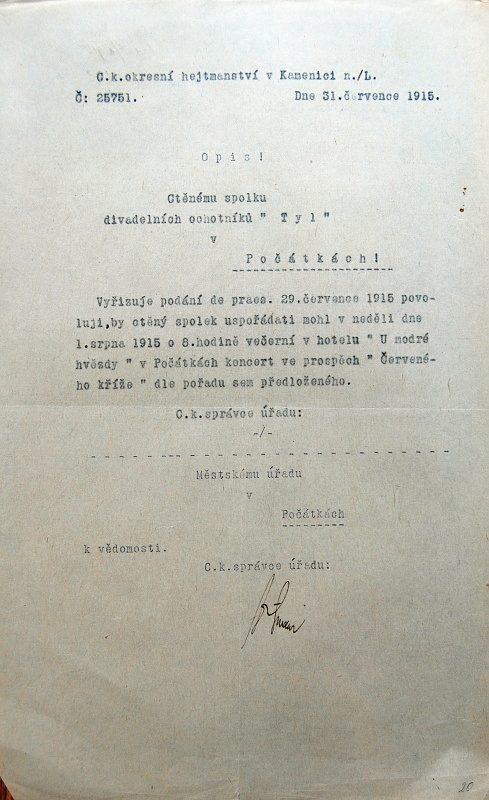 C.k.okresní hejtmanství v Kamenici n./L.
Č: 25751. Dne 31.července 1915.
O p i s !
Ctěnému spolku
divadelních ochotníků " T y l "
v
P o č á t k á c h !
Vyřizuje podání de praes. 29.července 1915 povo-
luji,by ctěný spolek uspořádati mohl v neděli dne
1.srpna 1915 o 8.hodině večerní v hotelu " U modré
hvězdy " v Počátkách koncert ve prospěch " Červené-
ho kříže " dle pořadu sem předloženého.
C.k.správce úřadu:
-/-
Městskému úřadu
v
Počátkách
k vědomosti.
C.k.správce úřadu:
20